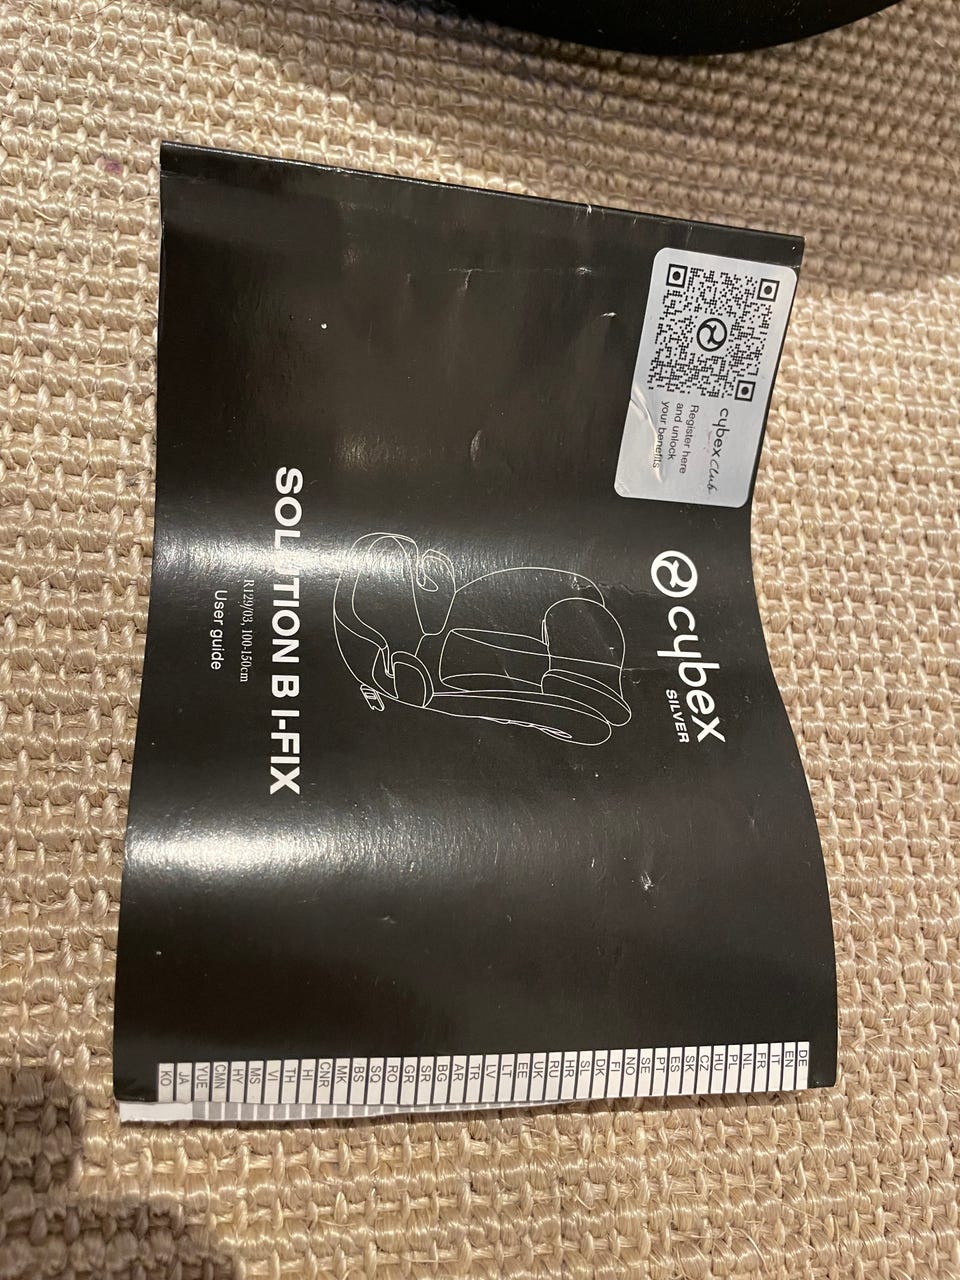 cybex Club
Register here
and unlock
your benefits
cybex
SILVER
SOLUTION B I-FIX
R129/03, 100-150cm
User guide
DE
EN
IT
FR
NL
PL
HU
CZ
SK
ES
PT
SE
NO
FI
DK
SL
HR
RU
UK
EE
LT
LV
TR
AR
BG
SR
GR
RO
SQ
BS
MK
CNR
HI
TH
VI
MS
HY
CMN
YUE
JA
KO